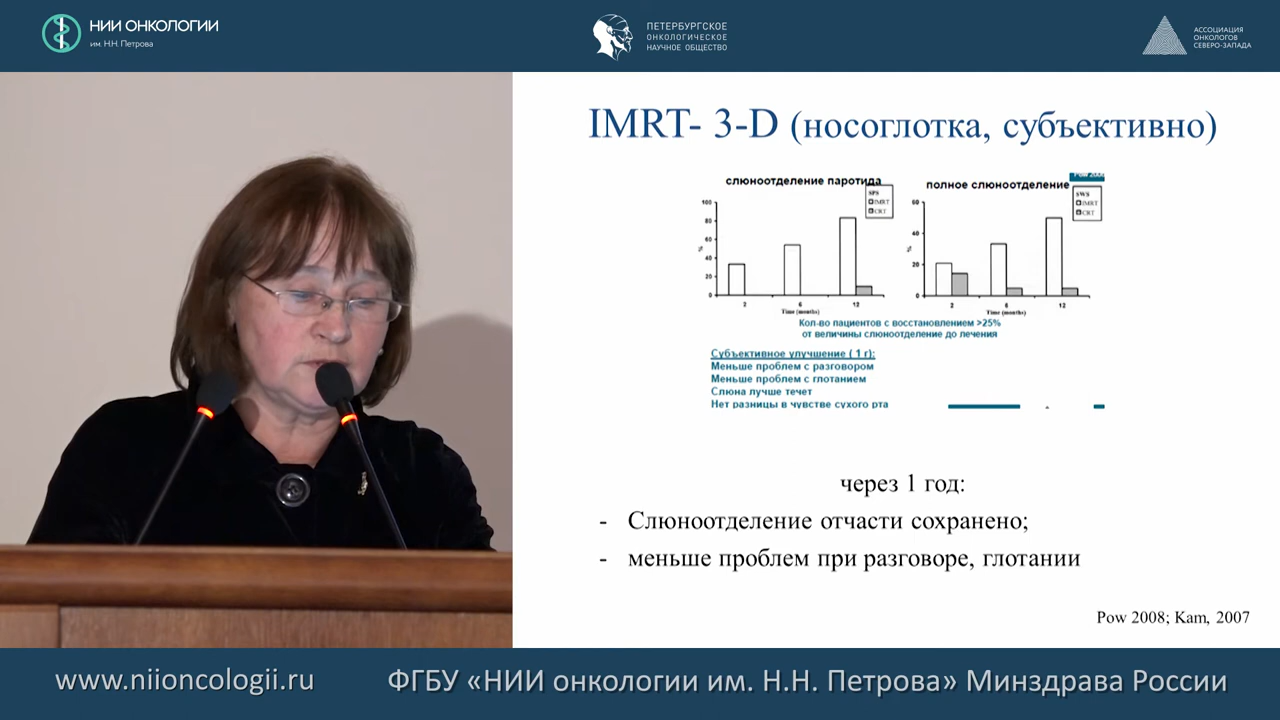 НИИ ОНКОЛОГИИ
им. Н.Н. Петрова
ПЕТЕРБУРГСКОЕ
ОНКОЛОГИЧЕСКОЕ
НАУЧНОЕ ОБЩЕСТВО
АССОЦИАЦИЯ
ОНКОЛОГОВ
СЕВЕРО-ЗАПАДА
IMRT- 3-D (носоглотка, субъективно)
слюноотделение паротида
SPS
IMRT
CRT
100
80
60
40
20
0
%
2 6 12
Time (months)
полное слюноотделение
SWS
IMRT
CRT
60
40
20
0
%
2 6 12
Time (months)
Кол-во пациентов с восстановлением >25%
от величины слюноотделение до лечения
Субъективное улучшение ( 1 г):
Меньше проблем с разговором
Меньше проблем с глотанием
Слюна лучше течет
Нет разницы в чувстве сухого рта
через 1 год:
- Слюноотделение отчасти сохранено;
- меньше проблем при разговоре, глотании
Pow 2008; Kam, 2007
www.niioncologii.ru
ФГБУ «НИИ онкологии им. Н.Н. Петрова» Минздрава России